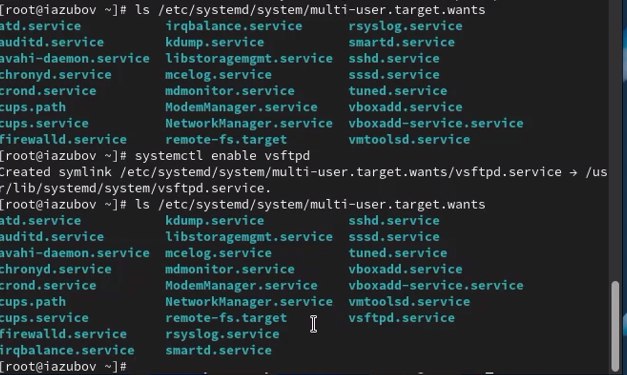 [root@iazubov ~]# ls /etc/systemd/system/multi-user.target.wants
atd.service irqbalance.service rsyslog.service
auditd.service kdump.service smartd.service
avahi-daemon.service libstoragemgmt.service sshd.service
chronyd.service mcelog.service sssd.service
crond.service mdmonitor.service tuned.service
cups.path ModemManager.service vboxadd.service
cups.service NetworkManager.service vboxadd-service.service
firewalld.service remote-fs.target vmtoolsd.service
[root@iazubov ~]# systemctl enable vsftpd
Created symlink /etc/systemd/system/multi-user.target.wants/vsftpd.service → /us
r/lib/systemd/system/vsftpd.service.
[root@iazubov ~]# ls /etc/systemd/system/multi-user.target.wants
atd.service kdump.service sshd.service
auditd.service libstoragemgmt.service sssd.service
avahi-daemon.service mcelog.service tuned.service
chronyd.service mdmonitor.service vboxadd.service
crond.service ModemManager.service vboxadd-service.service
cups.path NetworkManager.service vmtoolsd.service
cups.service remote-fs.target vsftpd.service
firewalld.service rsyslog.service
irqbalance.service smartd.service
[root@iazubov ~]#